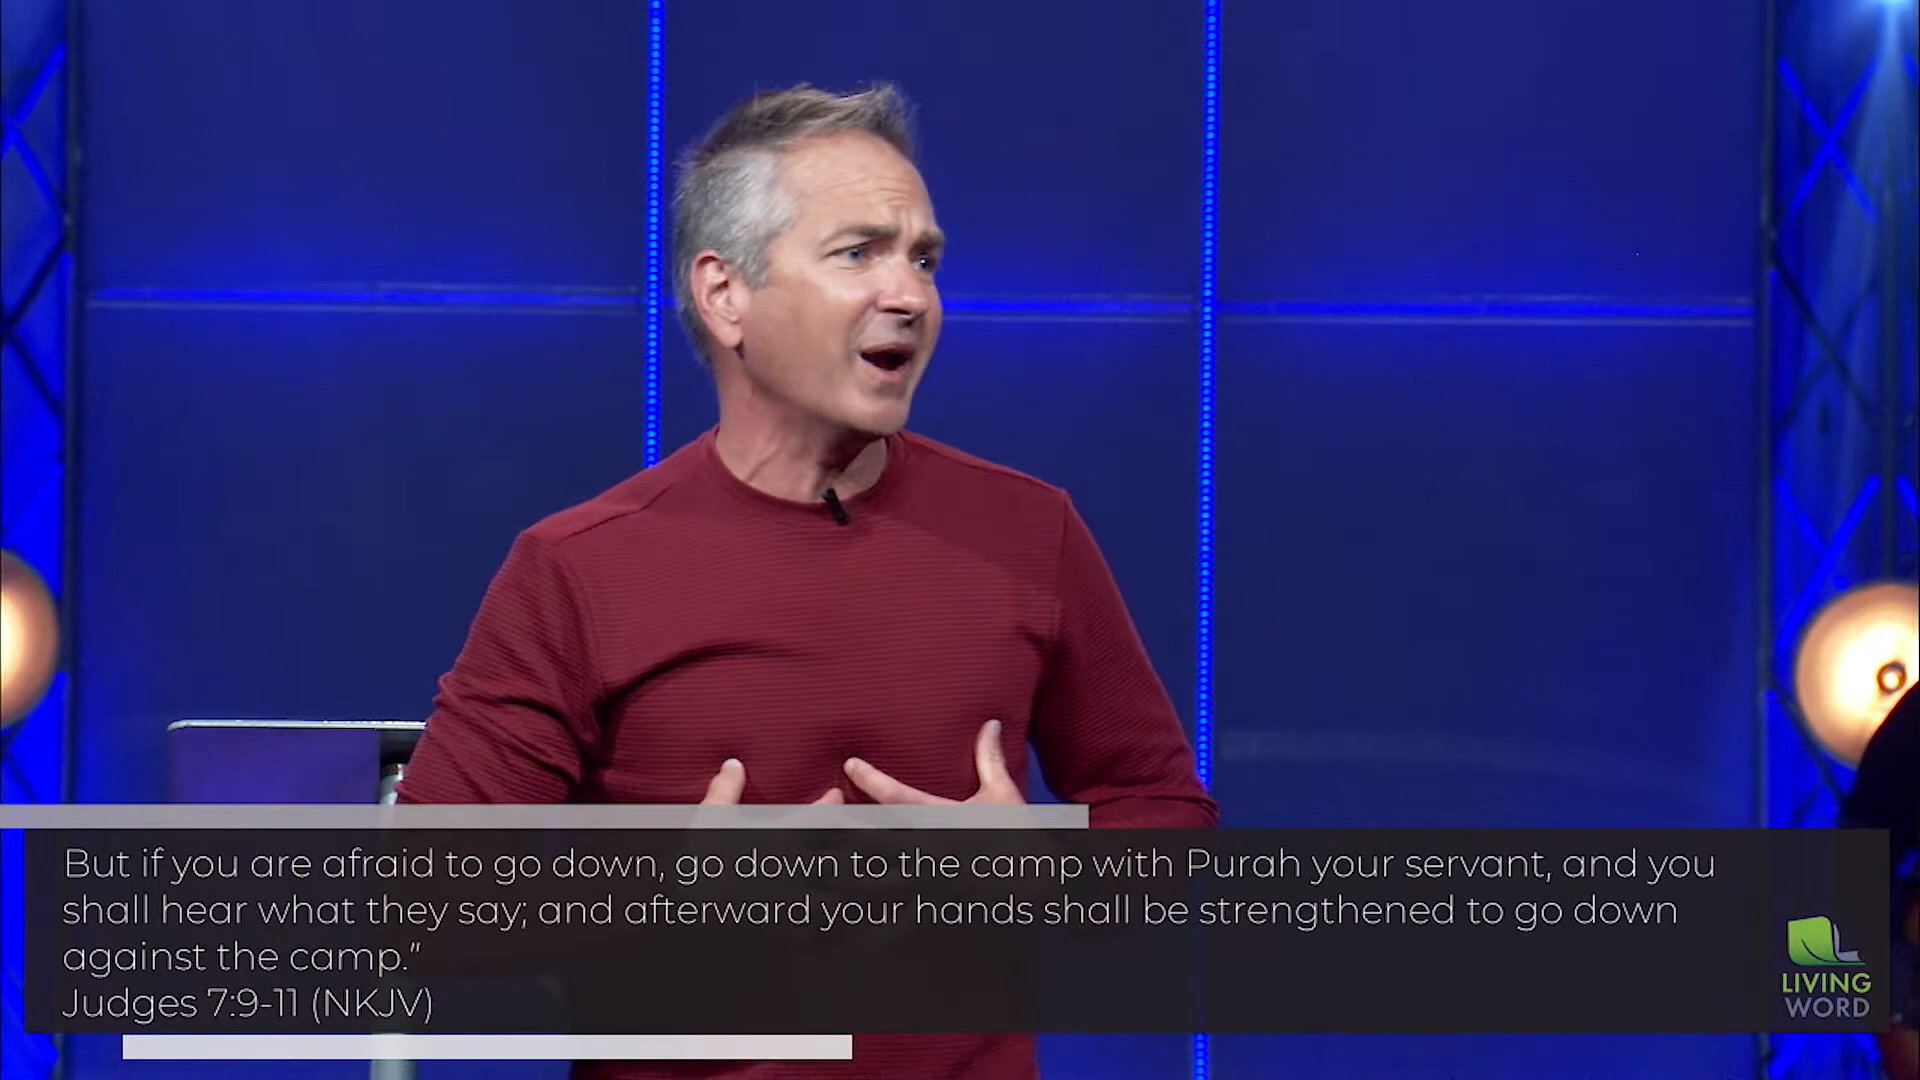 But if you are afraid to go down, go down to the camp with Purah your servant, and you
shall hear what they say; and afterward your hands shall be strengthened to go down
against the camp."
Judges 7:9-11 (NKJV)
LIVING
WORD